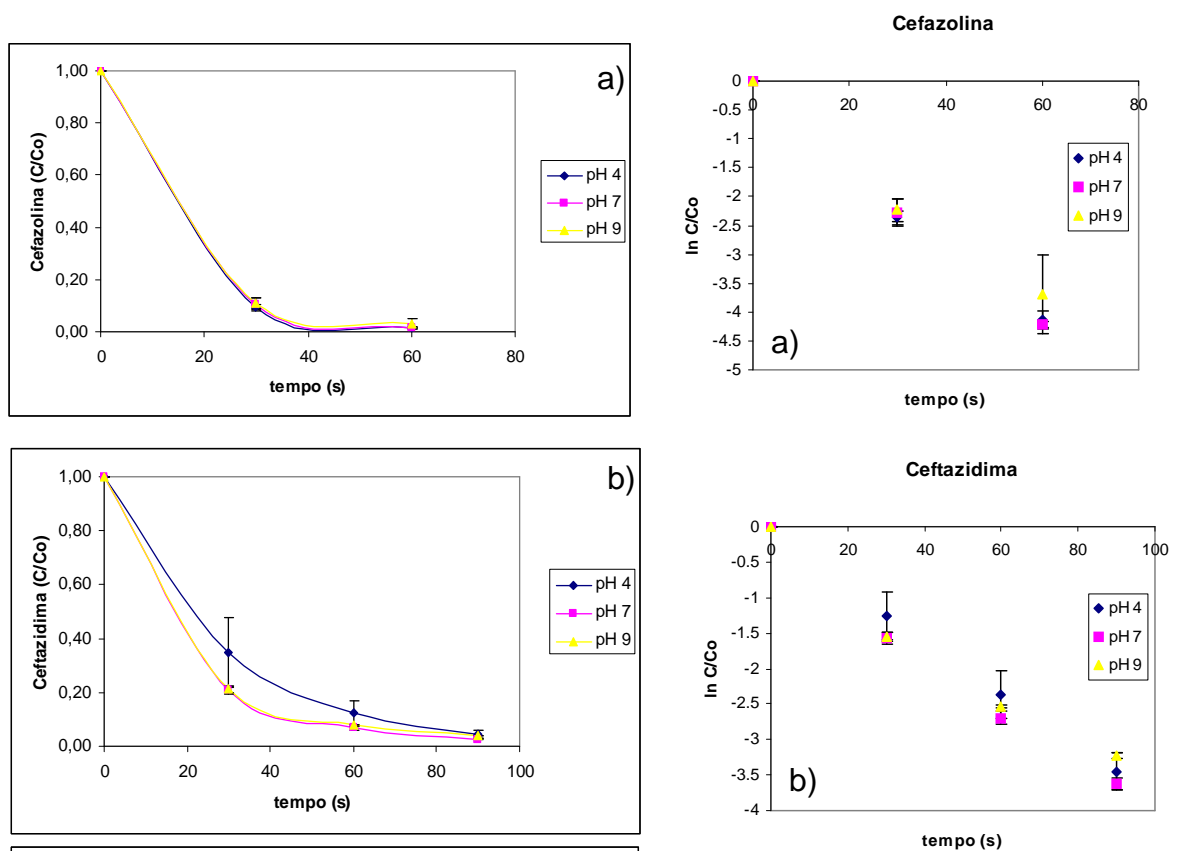 a)
Cefazolina (C/Co)
1,00
0,80
0,60
0,40
0,20
0,00
0 20 40 60 80
tempo (s)
pH 4
pH 7
pH 9
Cefazolina
ln C/Co
0
-0.5
-1
-1.5
-2
-2.5
-3
-3.5
-4
-4.5
-5
0 20 40 60 80
pH 4
pH 7
pH 9
a)
tempo (s)
b)
Ceftazidima (C/Co)
1,00
0,80
0,60
0,40
0,20
0,00
0 20 40 60 80 100
tempo (s)
pH 4
pH 7
pH 9
Ceftazidima
ln C/Co
0
-0.5
-1
-1.5
-2
-2.5
-3
-3.5
-4
0 20 40 60 80 100
pH 4
pH 7
pH 9
b)
tempo (s)